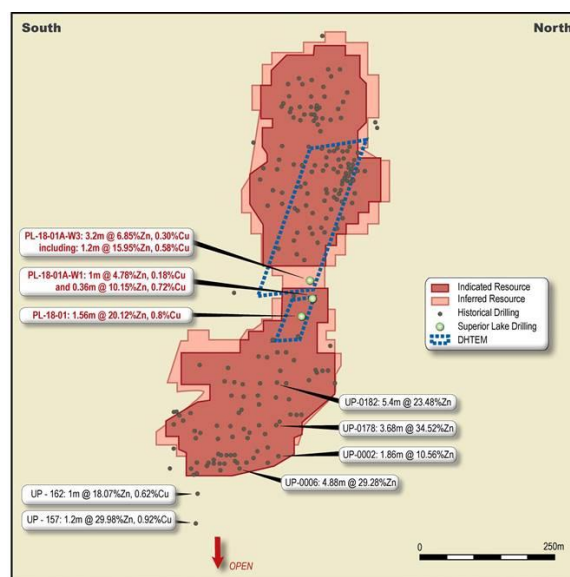 South
North
PL-18-01A-W3: 3.2m @ 6.85%Zn, 0.30%Cu
including: 1.2m @ 15.95%Zn, 0.58%Cu
PL-18-01A-W1: 1m @ 4.78%Zn, 0.18%Cu
and 0.36m @ 10.15%Zn, 0.72%Cu
PL-18-01: 1.56m @ 20.12%Zn, 0.8%Cu
Indicated Resource
Inferred Resource
Historical Drilling
Superior Lake Drilling
DHTEM
UP-0182: 5.4m @ 23.48%Zn
UP-0178: 3.68m @ 34.52%Zn
UP-0002: 1.86m @ 10.56%Zn
UP-0006: 4.88m @ 29.28%Zn
UP - 162: 1m @ 18.07%Zn, 0.62%Cu
UP - 157: 1.2m @ 29.98%Zn, 0.92%Cu
OPEN
0 250m